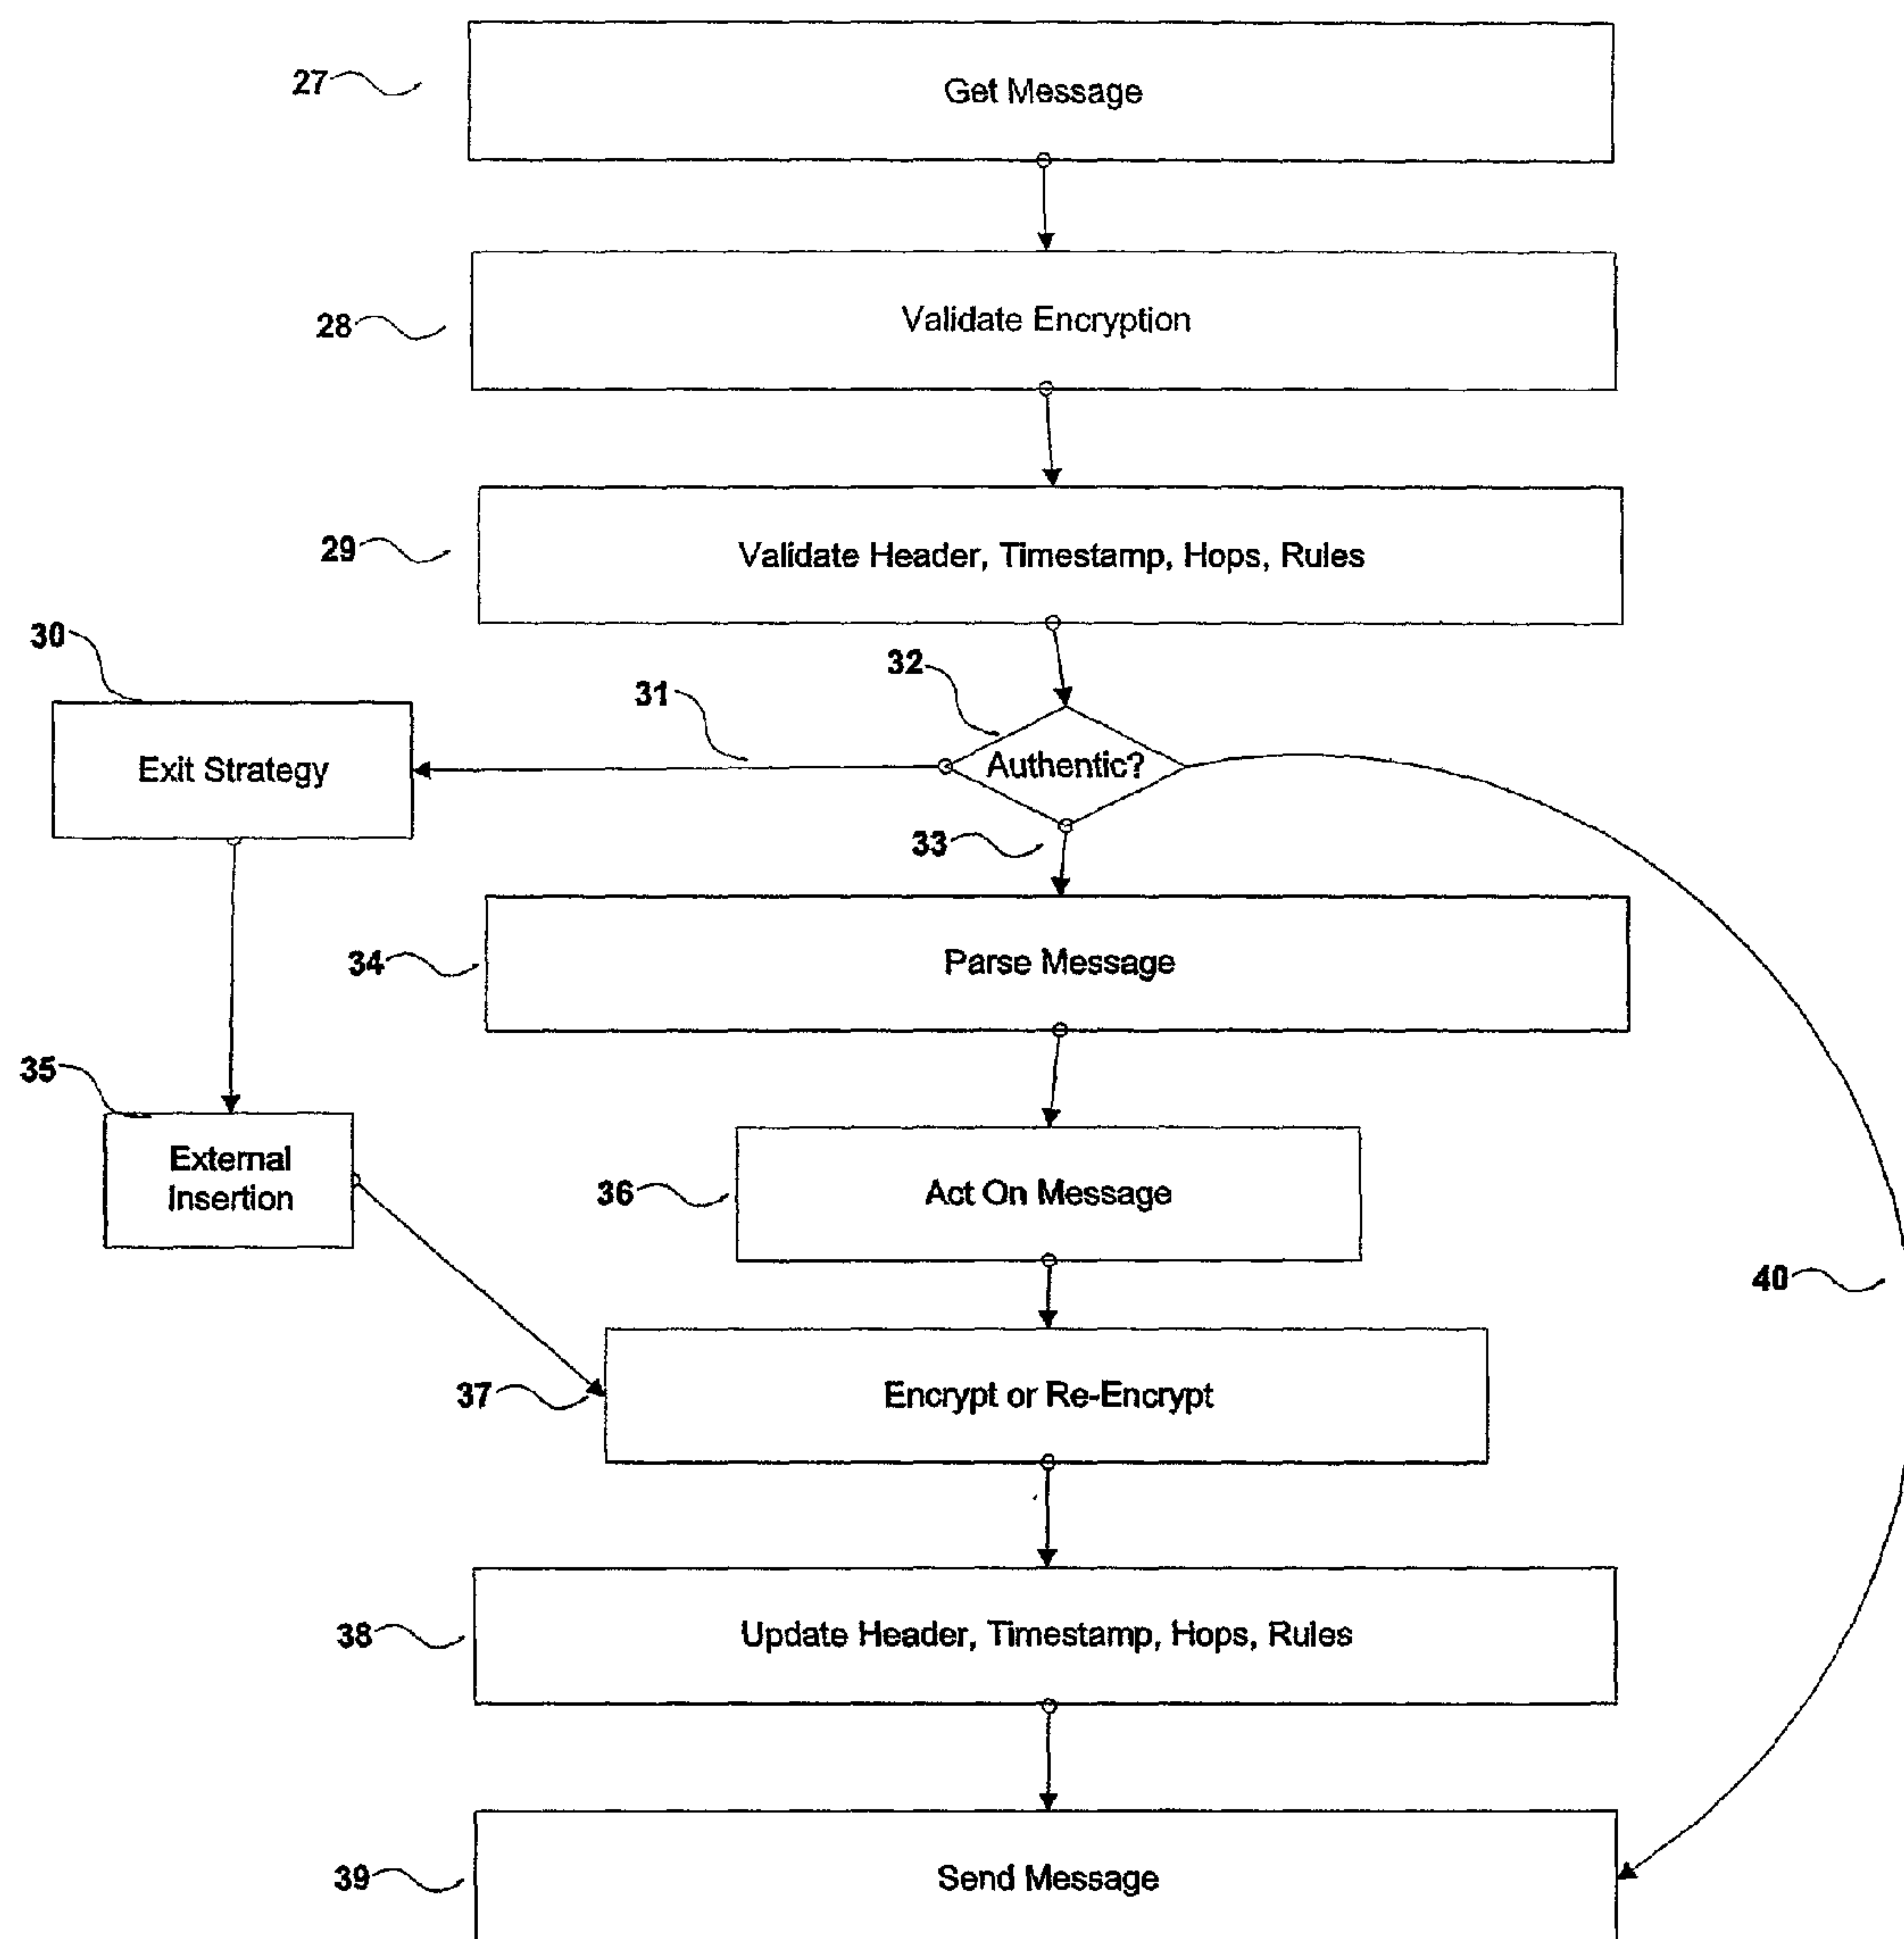 27
Get Message
28
Validate Encryption
29
Validate Header, Timestamp, Hops, Rules
30
31
32
Exit Strategy
Authentic?
33
34
Parse Message
35
External
Insertion
36
Act On Message
40
37
Encrypt or Re-Encrypt
38
Update Header, Timestamp, Hops, Rules
39
Send Message